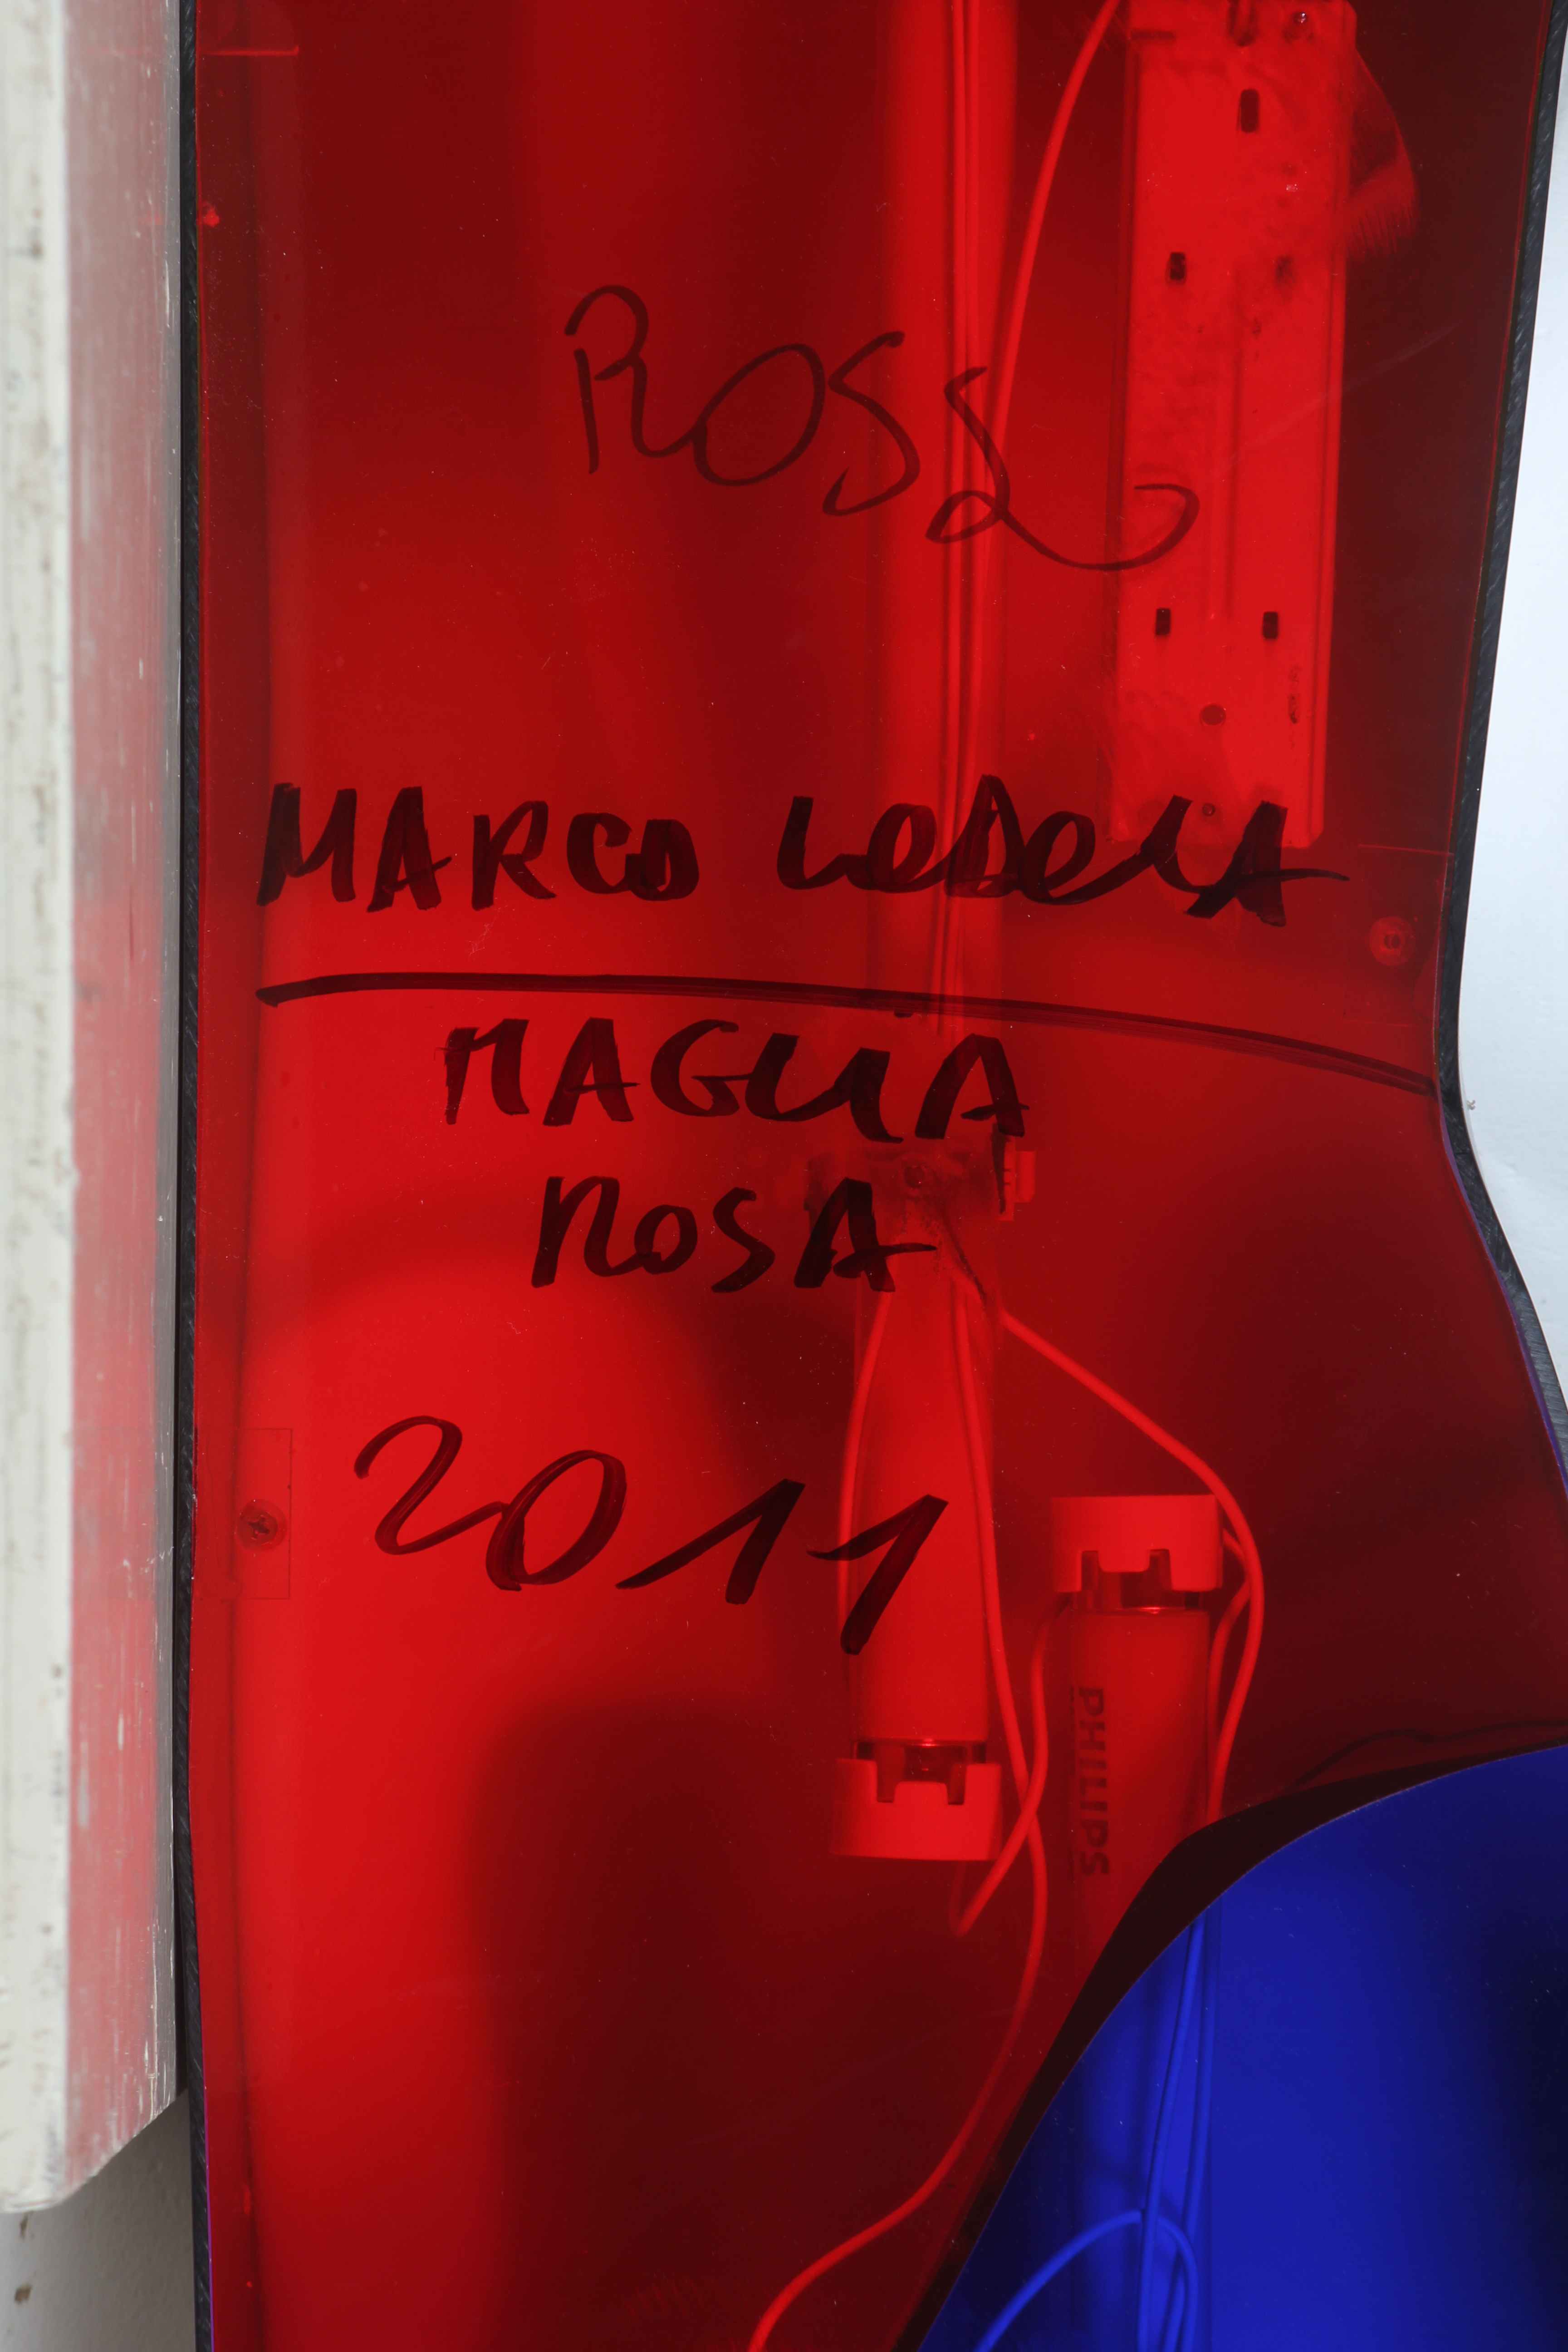 ROSSO
MARCO LODOLA
MAGLIA
ROSA
2011
PHILIPS